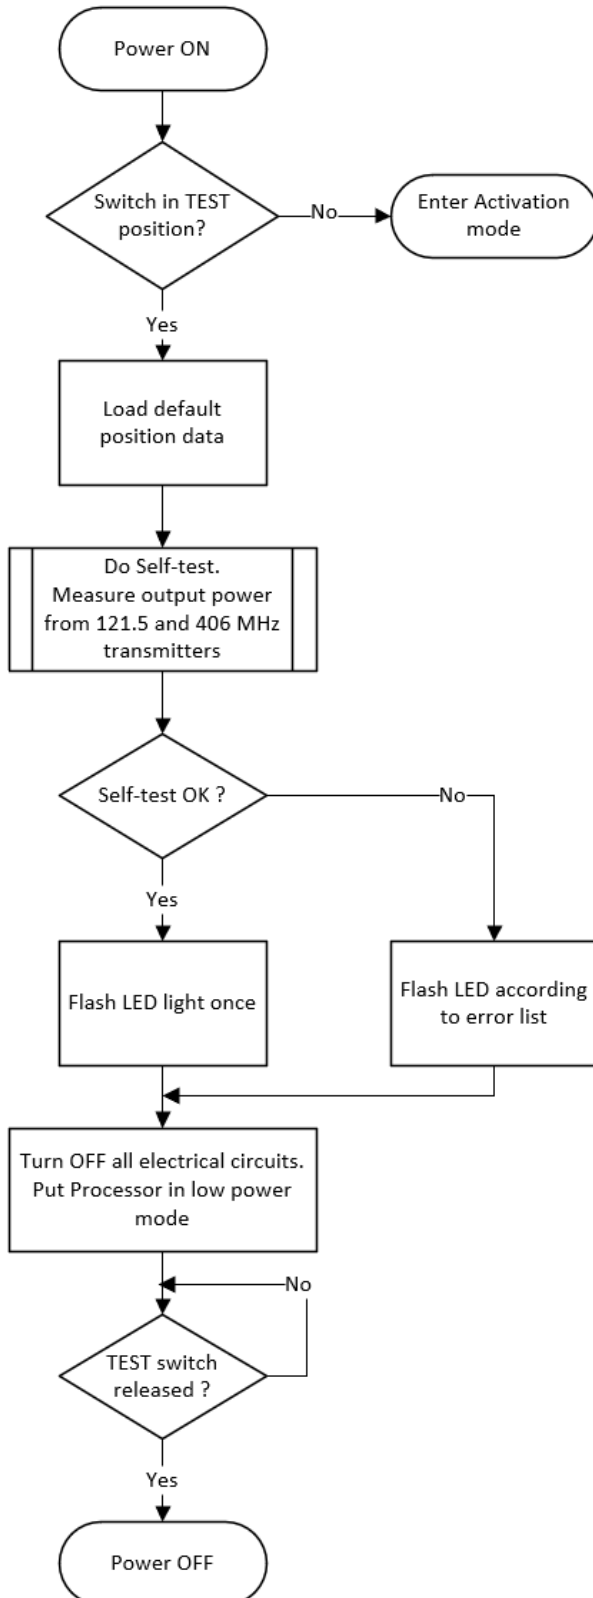 Power ON
Switch in TEST
position?
No
Enter Activation
mode
Yes
Load default
position data
Do Self-test.
Measure output power
from 121.5 and 406 MHz
transmitters
Self-test OK ?
No
Yes
Flash LED light once
Flash LED according
to error list
Turn OFF all electrical circuits.
Put Processor in low power
mode
No
TEST switch
released ?
Yes
Power OFF